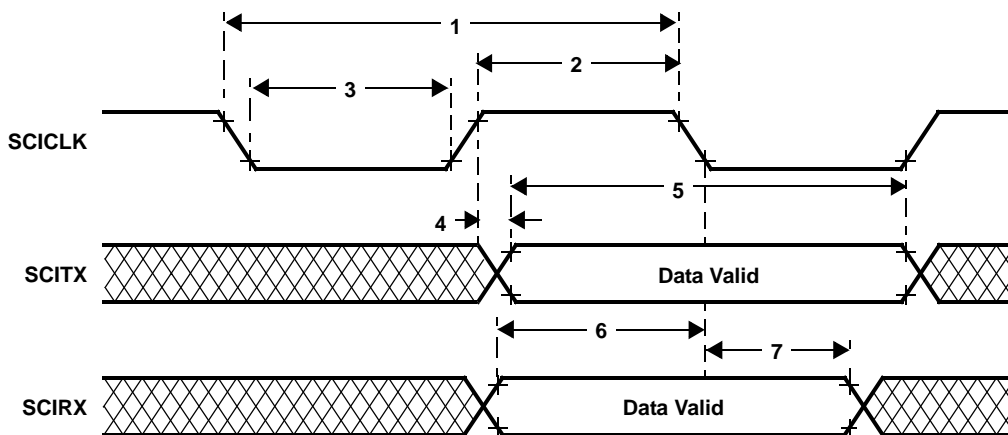 1
2
3
SCICLK
5
4
SCITX
Data Valid
6
7
SCIRX
Data Valid